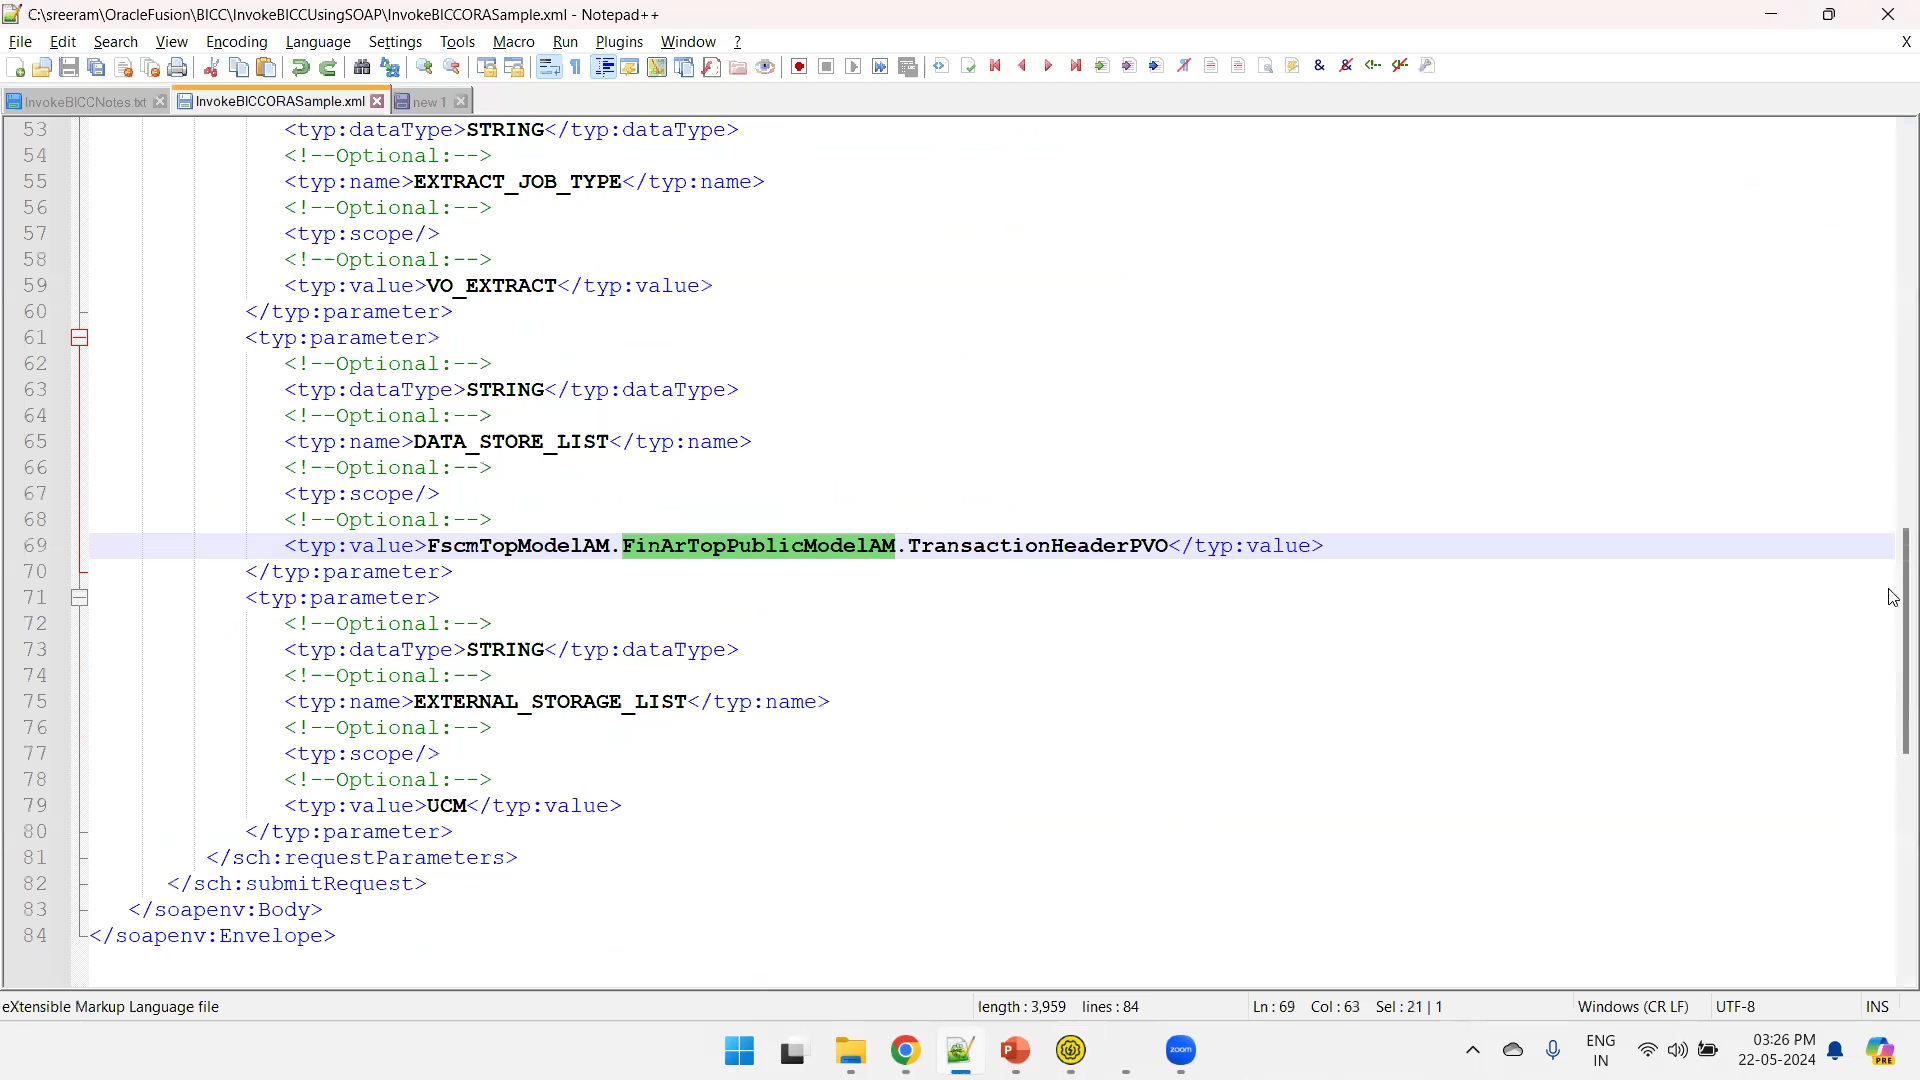 C:\sreeram\OracleFusion\BICC\InvokeBICCUsingSOAP\InvokeBICCORASample.xml - Notepad++
File Edit Search View Encoding Language Settings Tools Macro Run Plugins Window ? X
InvokeBICCNotes.txt InvokeBICCORASample.xml new 1
53 <typ:dataType>STRING</typ:dataType>
54 <!--Optional:-->
55 <typ:name>EXTRACT_JOB_TYPE</typ:name>
56 <!--Optional:-->
57 <typ:scope/>
58 <!--Optional:-->
59 <typ:value>VO_EXTRACT</typ:value>
60 </typ:parameter>
61 <typ:parameter>
62 <!--Optional:-->
63 <typ:dataType>STRING</typ:dataType>
64 <!--Optional:-->
65 <typ:name>DATA_STORE_LIST</typ:name>
66 <!--Optional:-->
67 <typ:scope/>
68 <!--Optional:-->
69 <typ:value>FscmTopModelAM.FinArTopPublicModelAM.TransactionHeaderPVO</typ:value>
70 </typ:parameter>
71 <typ:parameter>
72 <!--Optional:-->
73 <typ:dataType>STRING</typ:dataType>
74 <!--Optional:-->
75 <typ:name>EXTERNAL_STORAGE_LIST</typ:name>
76 <!--Optional:-->
77 <typ:scope/>
78 <!--Optional:-->
79 <typ:value>UCM</typ:value>
80 </typ:parameter>
81 </sch:requestParameters>
82 </sch:submitRequest>
83 </soapenv:Body>
84 </soapenv:Envelope>
eXtensible Markup Language file length : 3,959 lines : 84 Ln : 69 Col : 63 Sel : 21 | 1 Windows (CR LF) UTF-8 INS
zoom ENG 03:26 PM
IN 22-05-2024 PRE